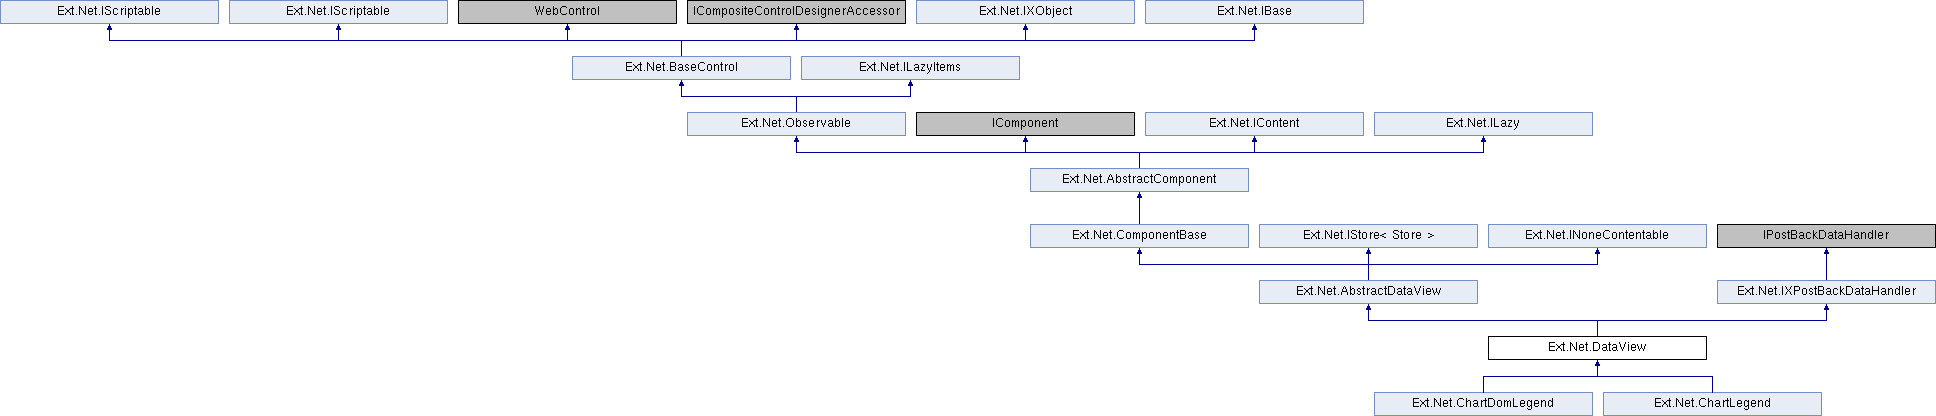 Ext.Net.IScriptable
Ext.Net.IScriptable
WebControl
ICompositeControlDesignerAccessor
Ext.Net.IXObject
Ext.Net.IBase
Ext.Net.BaseControl
Ext.Net.ILazyItems
Ext.Net.Observable
IComponent
Ext.Net.IContent
Ext.Net.ILazy
Ext.Net.AbstractComponent
Ext.Net.ComponentBase
Ext.Net.IStore< Store >
Ext.Net.INoneContentable
IPostBackDataHandler
Ext.Net.AbstractDataView
Ext.Net.IXPostBackDataHandler
Ext.Net.DataView
Ext.Net.ChartDomLegend
Ext.Net.ChartLegend